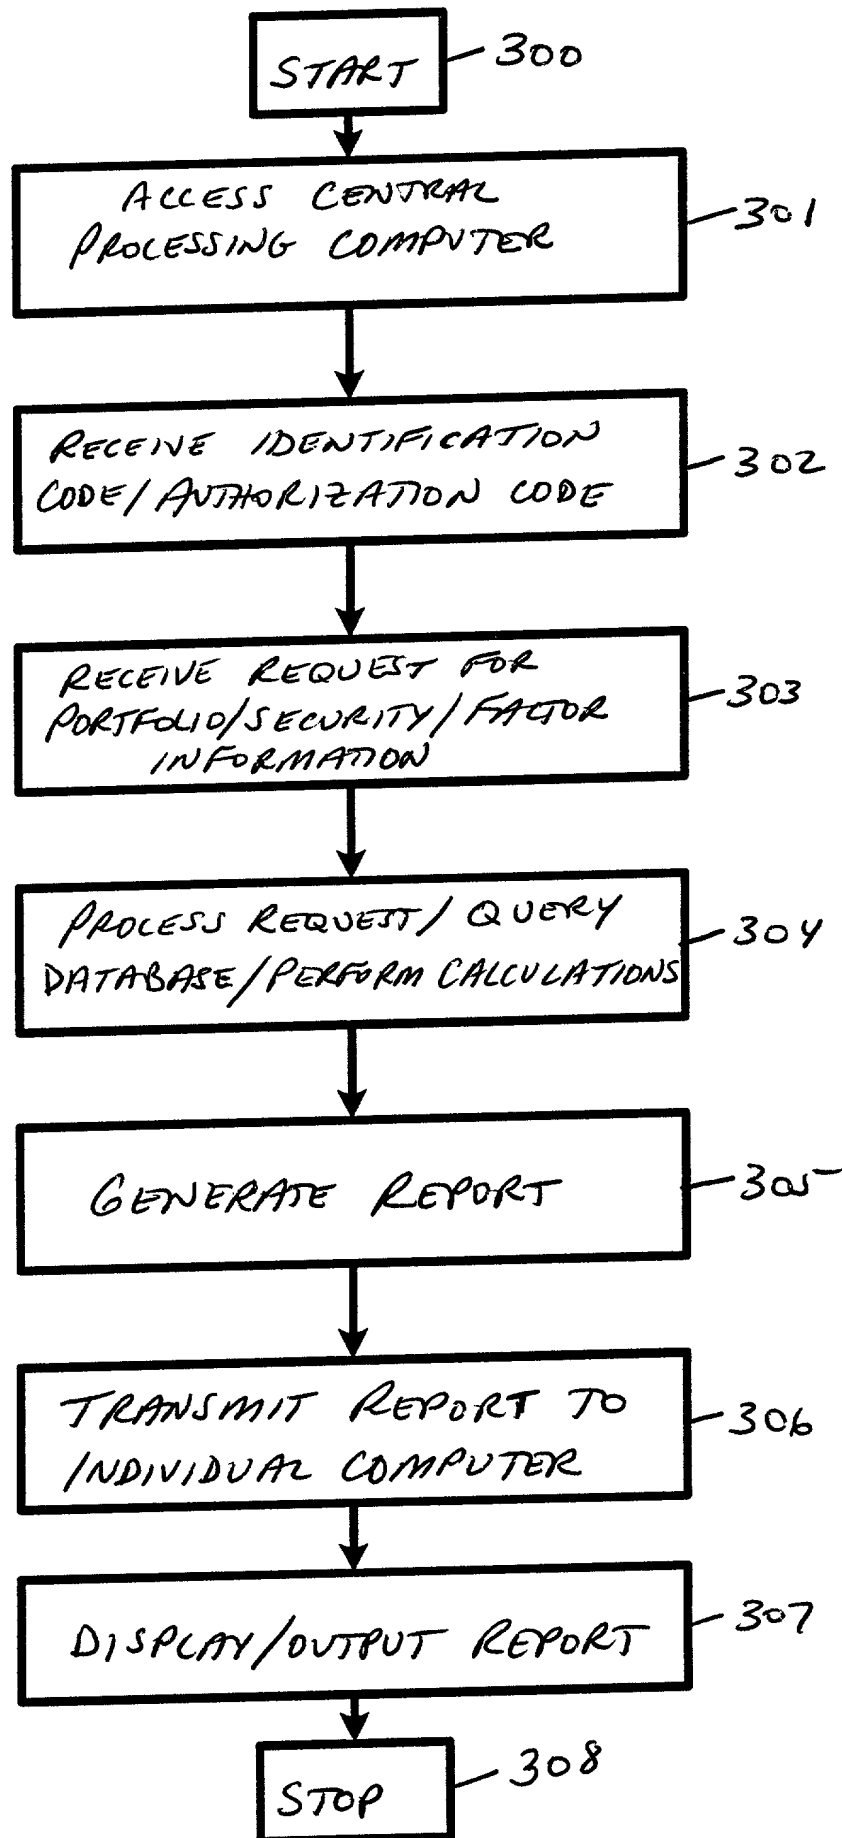 START
300
ACCESS CENTRAL
PROCESSING COMPUTER
301
RECEIVE IDENTIFICATION
CODE/AUTHORIZATION CODE
302
RECEIVE REQUEST FOR
PORTFOLIO/SECURITY/FACTOR
INFORMATION
303
PROCESS REQUEST/QUERY
DATABASE/PERFORM CALCULATIONS
304
GENERATE REPORT
305
TRANSMIT REPORT TO
INDIVIDUAL COMPUTER
306
DISPLAY/OUTPUT REPORT
307
STOP
308